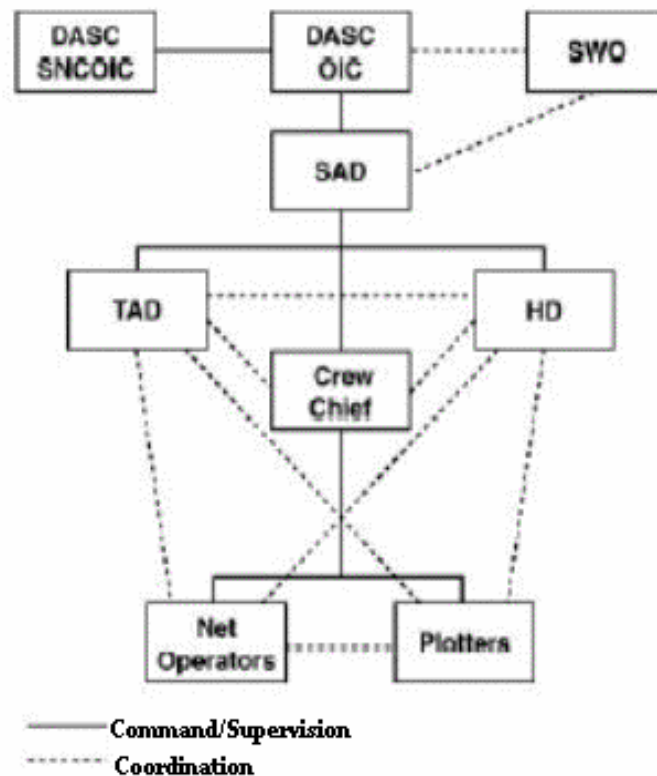 DASC
SNCOIC
DASC
OIC
SWO
SAD
TAD
HD
Crew
Chief
Net
Operators
Plotters
Command/Supervision
Coordination